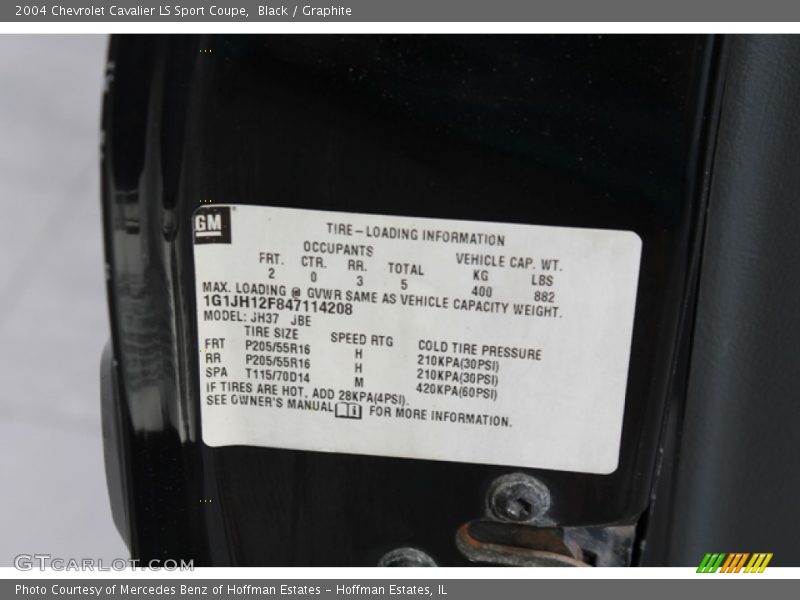 2004 Chevrolet Cavalier LS Sport Coupe,  Black / Graphite
GM
TIRE-LOADING INFORMATION
OCCUPANTS VEHICLE CAP. WT.
FRT. CTR. RR. TOTAL KG LBS
2 0 3 5 400 882
MAX. LOADING @ GVWR SAME AS VEHICLE CAPACITY WEIGHT.
1G1JH12F847114208
MODEL: JH37 JBE
TIRE SIZE SPEED RTG COLD TIRE PRESSURE
FRT P205/55R16 H 210KPA(30PSI)
RR P205/55R16 H 210KPA(30PSI)
SPA T115/70D14 M 420KPA(60PSI)
IF TIRES ARE HOT, ADD 28KPA(4PSI).
SEE OWNER'S MANUAL FOR MORE INFORMATION.
GTCARLOT.COM
Photo Courtesy of Mercedes Benz of Hoffman Estates - Hoffman Estates, IL